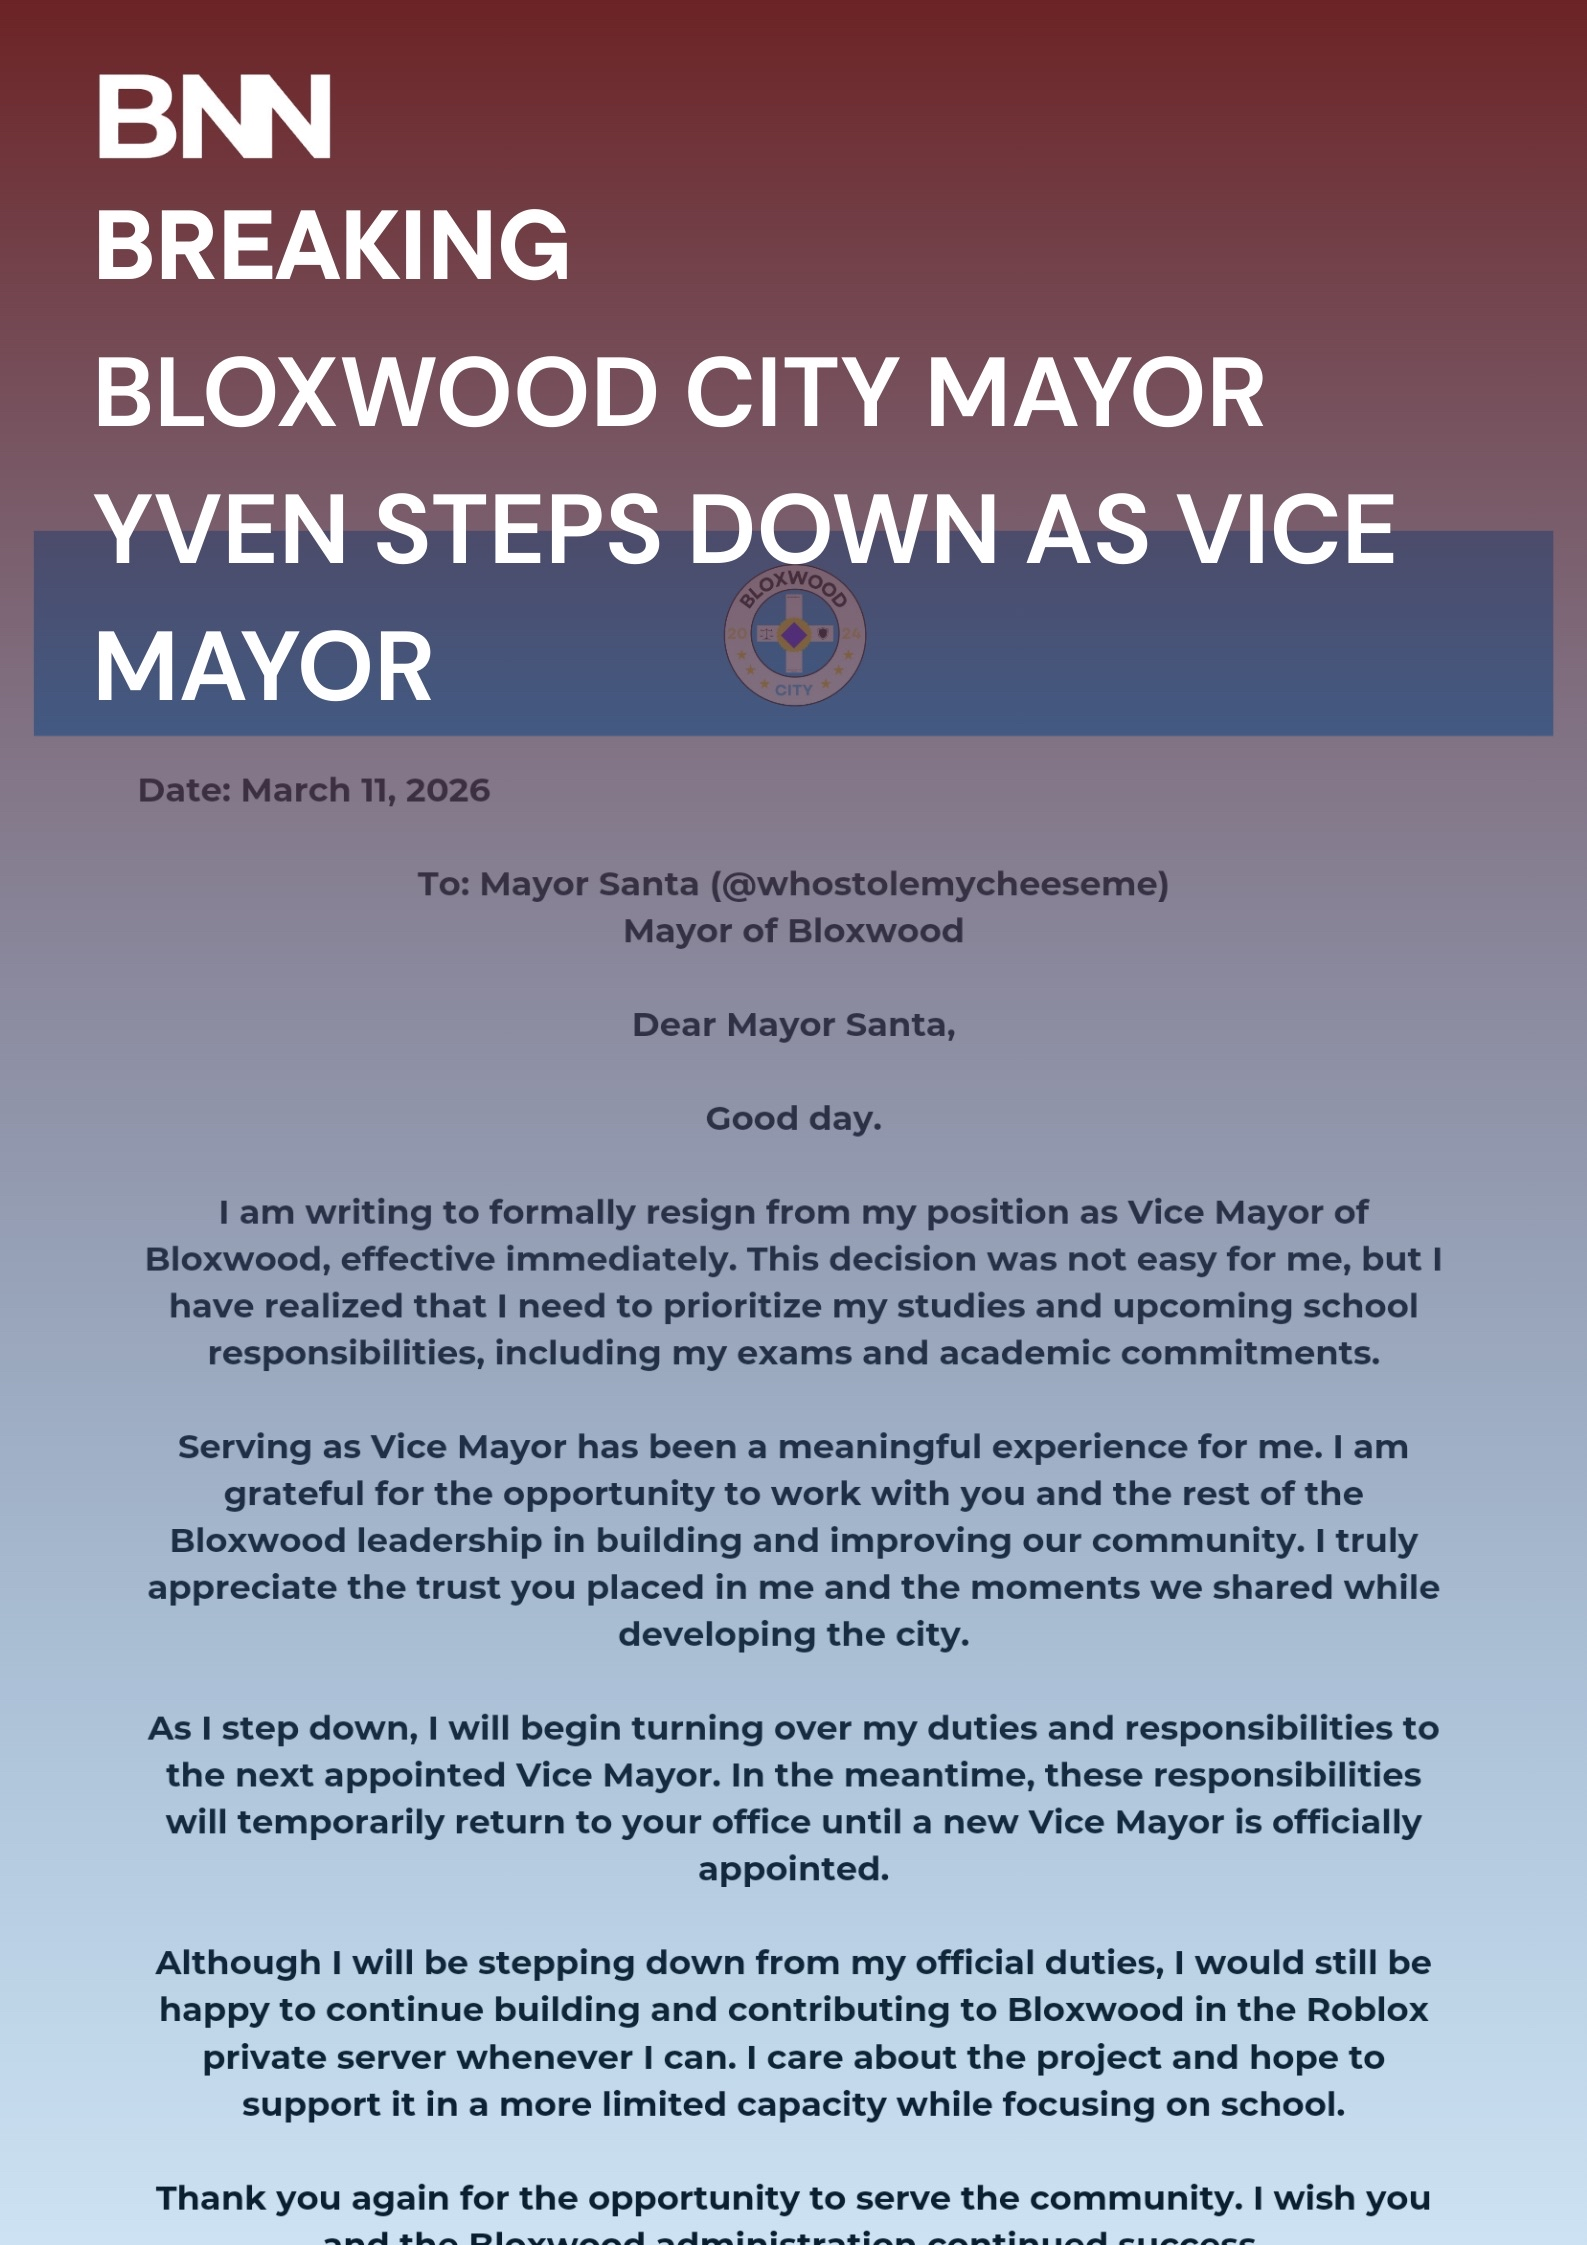 BNN
BREAKING
BLOXWOOD CITY MAYOR
YVEN STEPS DOWN AS VICE
MAYOR
BLOXWOOD
2024
CITY
Date: March 11, 2026
To: Mayor Santa (@whostolemycheeseme)
Mayor of Bloxwood
Dear Mayor Santa,
Good day.
I am writing to formally resign from my position as Vice Mayor of
Bloxwood, effective immediately. This decision was not easy for me, but I
have realized that I need to prioritize my studies and upcoming school
responsibilities, including my exams and academic commitments.
Serving as Vice Mayor has been a meaningful experience for me. I am
grateful for the opportunity to work with you and the rest of the
Bloxwood leadership in building and improving our community. I truly
appreciate the trust you placed in me and the moments we shared while
developing the city.
As I step down, I will begin turning over my duties and responsibilities to
the next appointed Vice Mayor. In the meantime, these responsibilities
will temporarily return to your office until a new Vice Mayor is officially
appointed.
Although I will be stepping down from my official duties, I would still be
happy to continue building and contributing to Bloxwood in the Roblox
private server whenever I can. I care about the project and hope to
support it in a more limited capacity while focusing on school.
Thank you again for the opportunity to serve the community. I wish you
and the Bloxwood administration continued success.